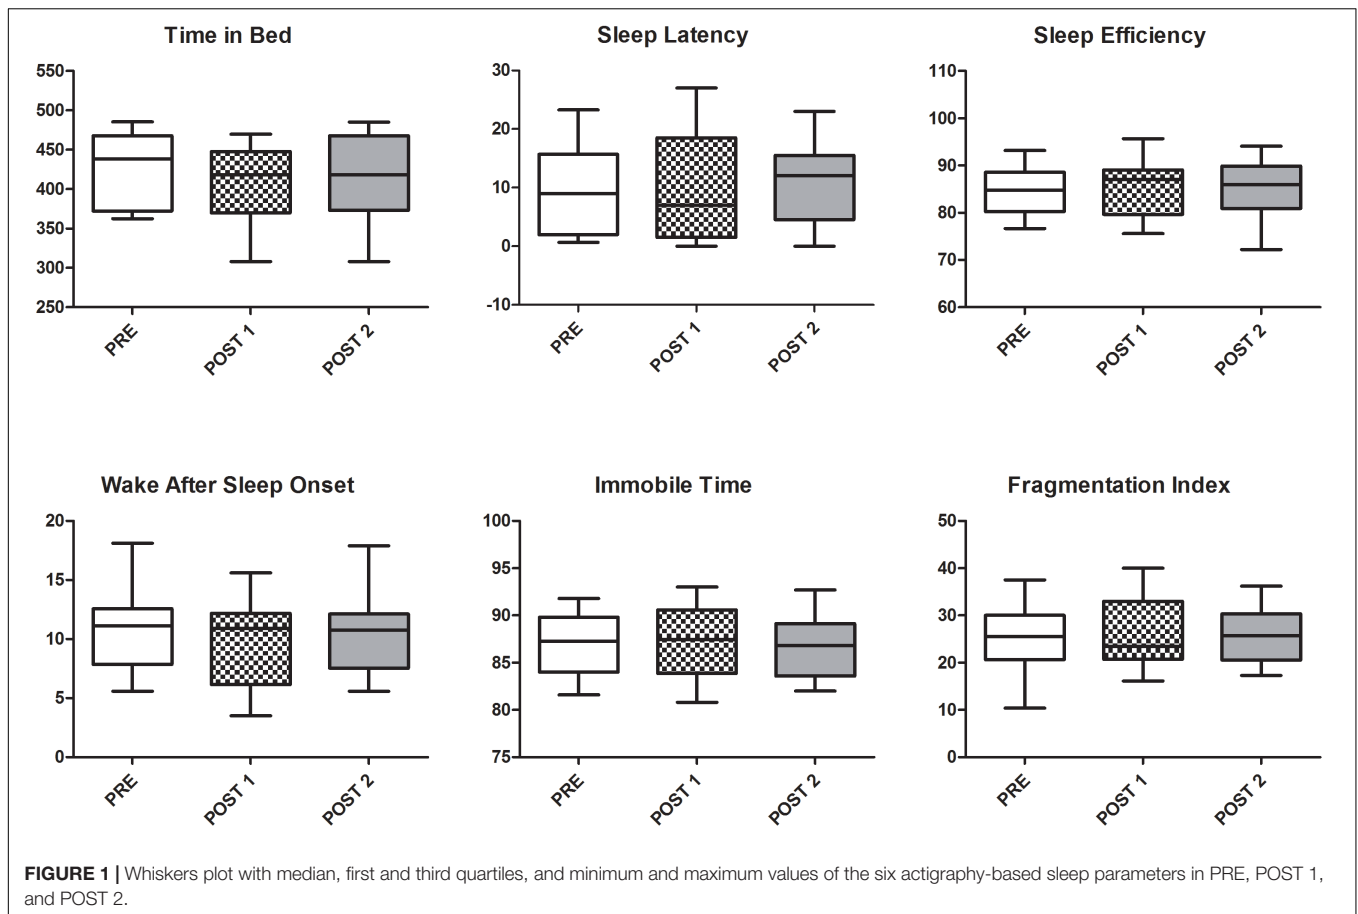 Time in Bed
550
500
450
400
350
300
250
PRE
POST 1
POST 2
Sleep Latency
30
20
10
0
-10
PRE
POST 1
POST 2
Sleep Efficiency
110
100
90
80
70
60
PRE
POST 1
POST 2
Wake After Sleep Onset
20
15
10
5
0
PRE
POST 1
POST 2
Immobile Time
100
95
90
85
80
75
PRE
POST 1
POST 2
Fragmentation Index
50
40
30
20
10
0
PRE
POST 1
POST 2
FIGURE 1 | Whiskers plot with median, first and third quartiles, and minimum and maximum values of the six actigraphy-based sleep parameters in PRE, POST 1,
and POST 2.